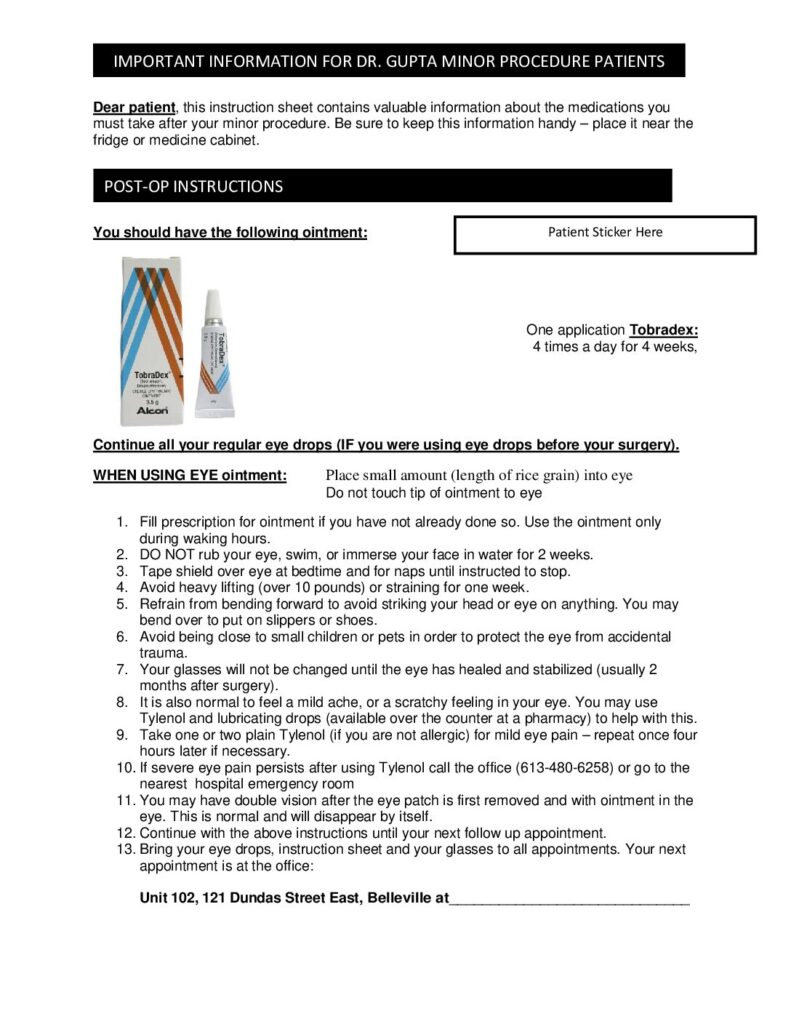 IMPORTANT INFORMATION FOR DR. GUPTA MINOR PROCEDURE PATIENTS
Dear patient, this instruction sheet contains valuable information about the medications you
must take after your minor procedure. Be sure to keep this information handy – place it near the
fridge or medicine cabinet.
POST-OP INSTRUCTIONS
You should have the following ointment:
Patient Sticker Here
TobraDex
3.5 g
Alcon
TobraDex
One application Tobradex:
4 times a day for 4 weeks,
Continue all your regular eye drops (IF you were using eye drops before your surgery).
WHEN USING EYE ointment: Place small amount (length of rice grain) into eye
Do not touch tip of ointment to eye
1. Fill prescription for ointment if you have not already done so. Use the ointment only
during waking hours.
2. DO NOT rub your eye, swim, or immerse your face in water for 2 weeks.
3. Tape shield over eye at bedtime and for naps until instructed to stop.
4. Avoid heavy lifting (over 10 pounds) or straining for one week.
5. Refrain from bending forward to avoid striking your head or eye on anything. You may
bend over to put on slippers or shoes.
6. Avoid being close to small children or pets in order to protect the eye from accidental
trauma.
7. Your glasses will not be changed until the eye has healed and stabilized (usually 2
months after surgery).
8. It is also normal to feel a mild ache, or a scratchy feeling in your eye. You may use
Tylenol and lubricating drops (available over the counter at a pharmacy) to help with this.
9. Take one or two plain Tylenol (if you are not allergic) for mild eye pain – repeat once four
hours later if necessary.
10. If severe eye pain persists after using Tylenol call the office (613-480-6258) or go to the
nearest hospital emergency room
11. You may have double vision after the eye patch is first removed and with ointment in the
eye. This is normal and will disappear by itself.
12. Continue with the above instructions until your next follow up appointment.
13. Bring your eye drops, instruction sheet and your glasses to all appointments. Your next
appointment is at the office:
Unit 102, 121 Dundas Street East, Belleville at______________________________